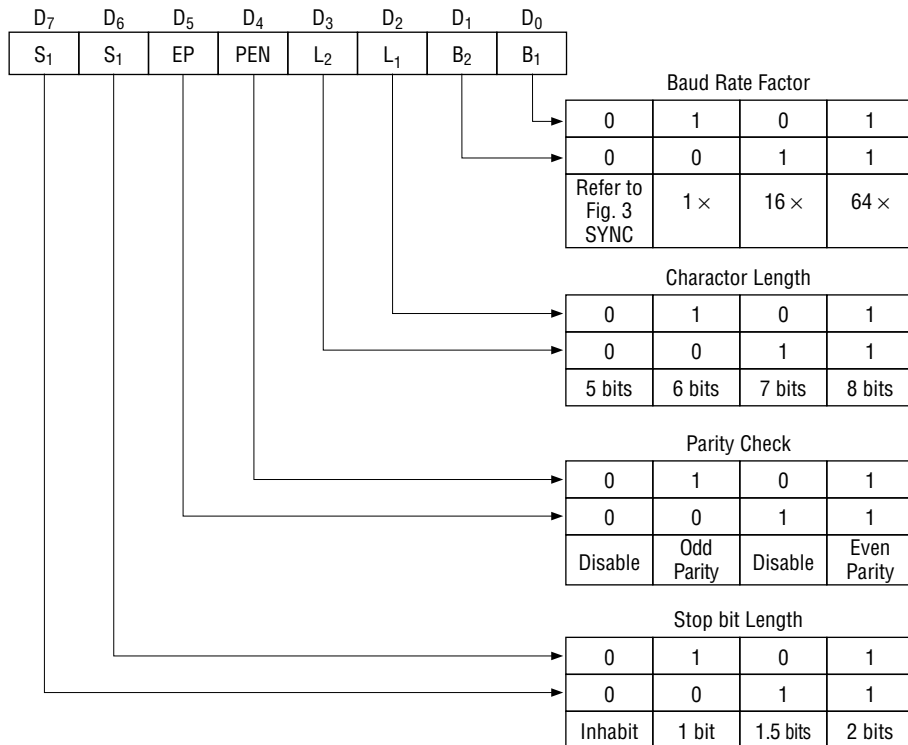 D₇ D₆ D₅ D₄ D₃ D₂ D₁ D₀
S₁ S₁ EP PEN L₂ L₁ B₂ B₁
Baud Rate Factor
0 1 0 1
0 0 1 1
Refer to Fig. 3 SYNC 1 × 16 × 64 ×
Charactor Length
0 1 0 1
0 0 1 1
5 bits 6 bits 7 bits 8 bits
Parity Check
0 1 0 1
0 0 1 1
Disable Odd Parity Disable Even Parity
Stop bit Length
0 1 0 1
0 0 1 1
Inhabit 1 bit 1.5 bits 2 bits